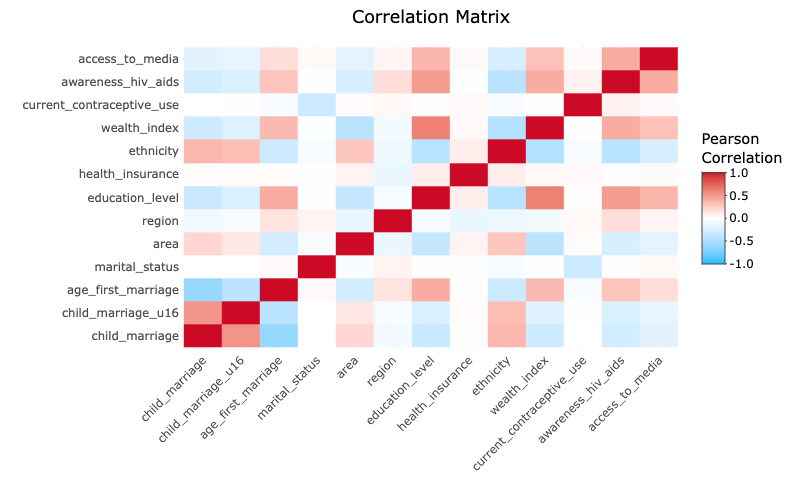 Correlation Matrix
access_to_media
awareness_hiv_aids
current_contraceptive_use
wealth_index
ethnicity
health_insurance
education_level
region
area
marital_status
age_first_marriage
child_marriage_u16
child_marriage
child_marriage
child_marriage_u16
age_first_marriage
marital_status
area
region
education_level
health_insurance
ethnicity
wealth_index
current_contraceptive_use
awareness_hiv_aids
access_to_media
Pearson
Correlation
1.0
0.5
0.0
-0.5
-1.0